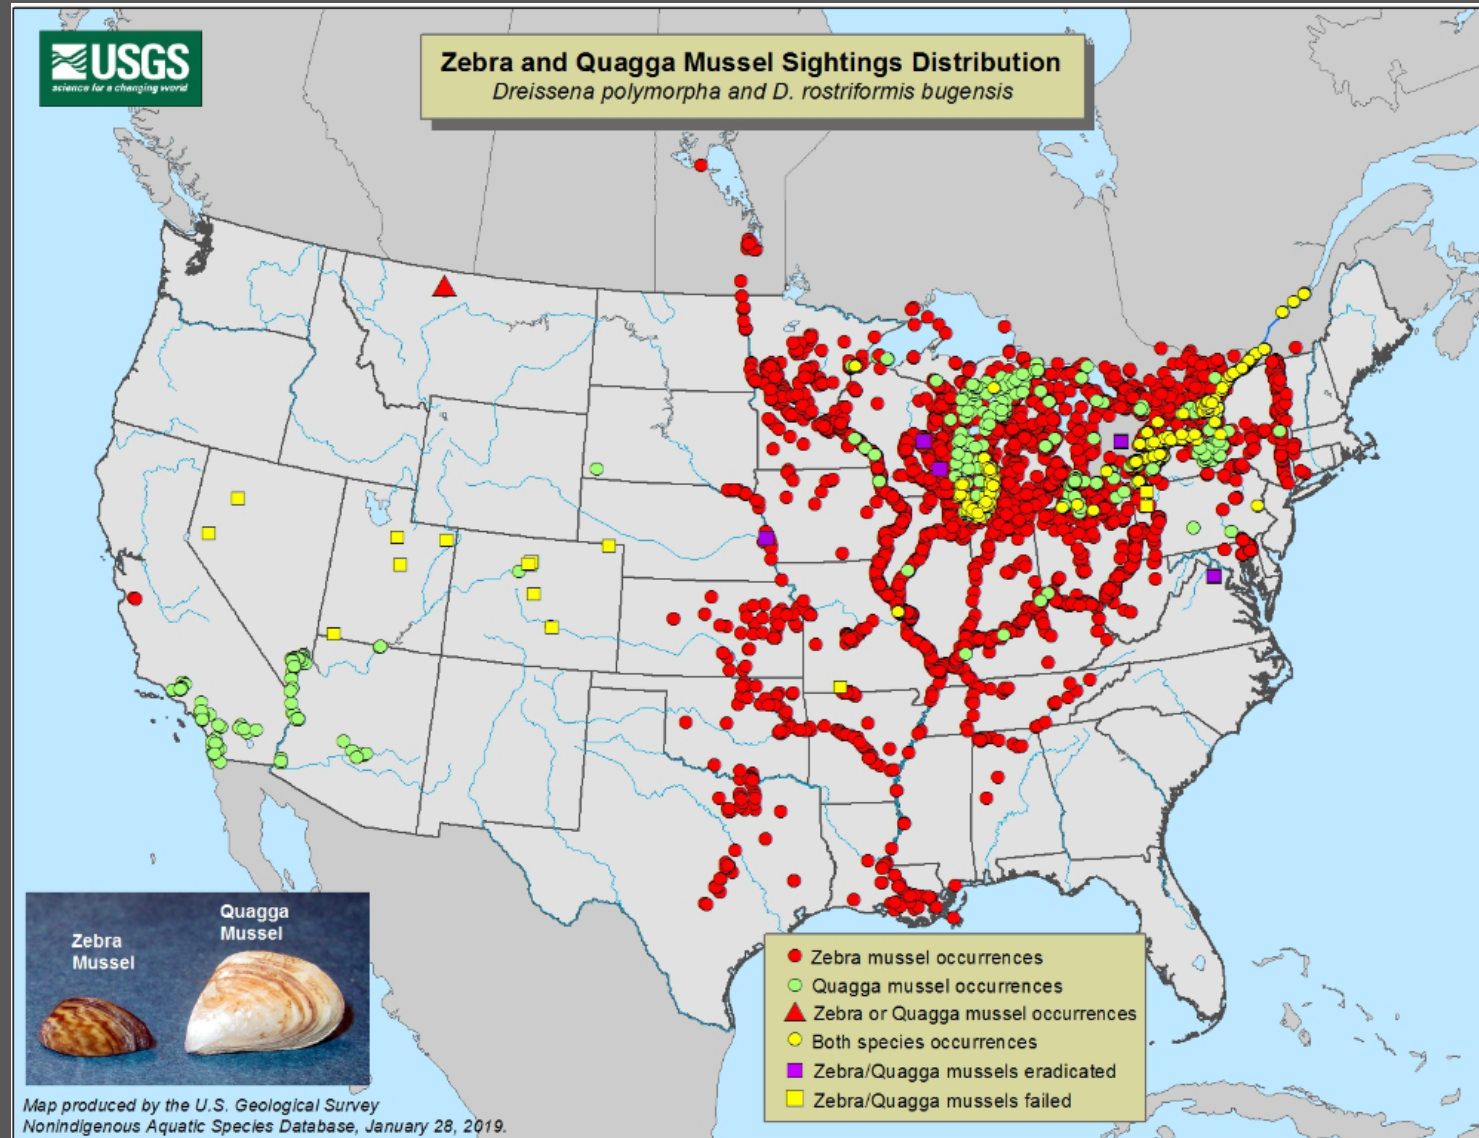 USGS
science for a changing world
Zebra and Quagga Mussel Sightings Distribution
Dreissena polymorpha and D. rostriformis bugensis
Quagga
Mussel
Zebra
Mussel
Zebra mussel occurrences
Quagga mussel occurrences
Zebra or Quagga mussel occurrences
Both species occurrences
Zebra/Quagga mussels eradicated
Zebra/Quagga mussels failed
Map produced by the U.S. Geological Survey
Nonindigenous Aquatic Species Database, January 28, 2019.